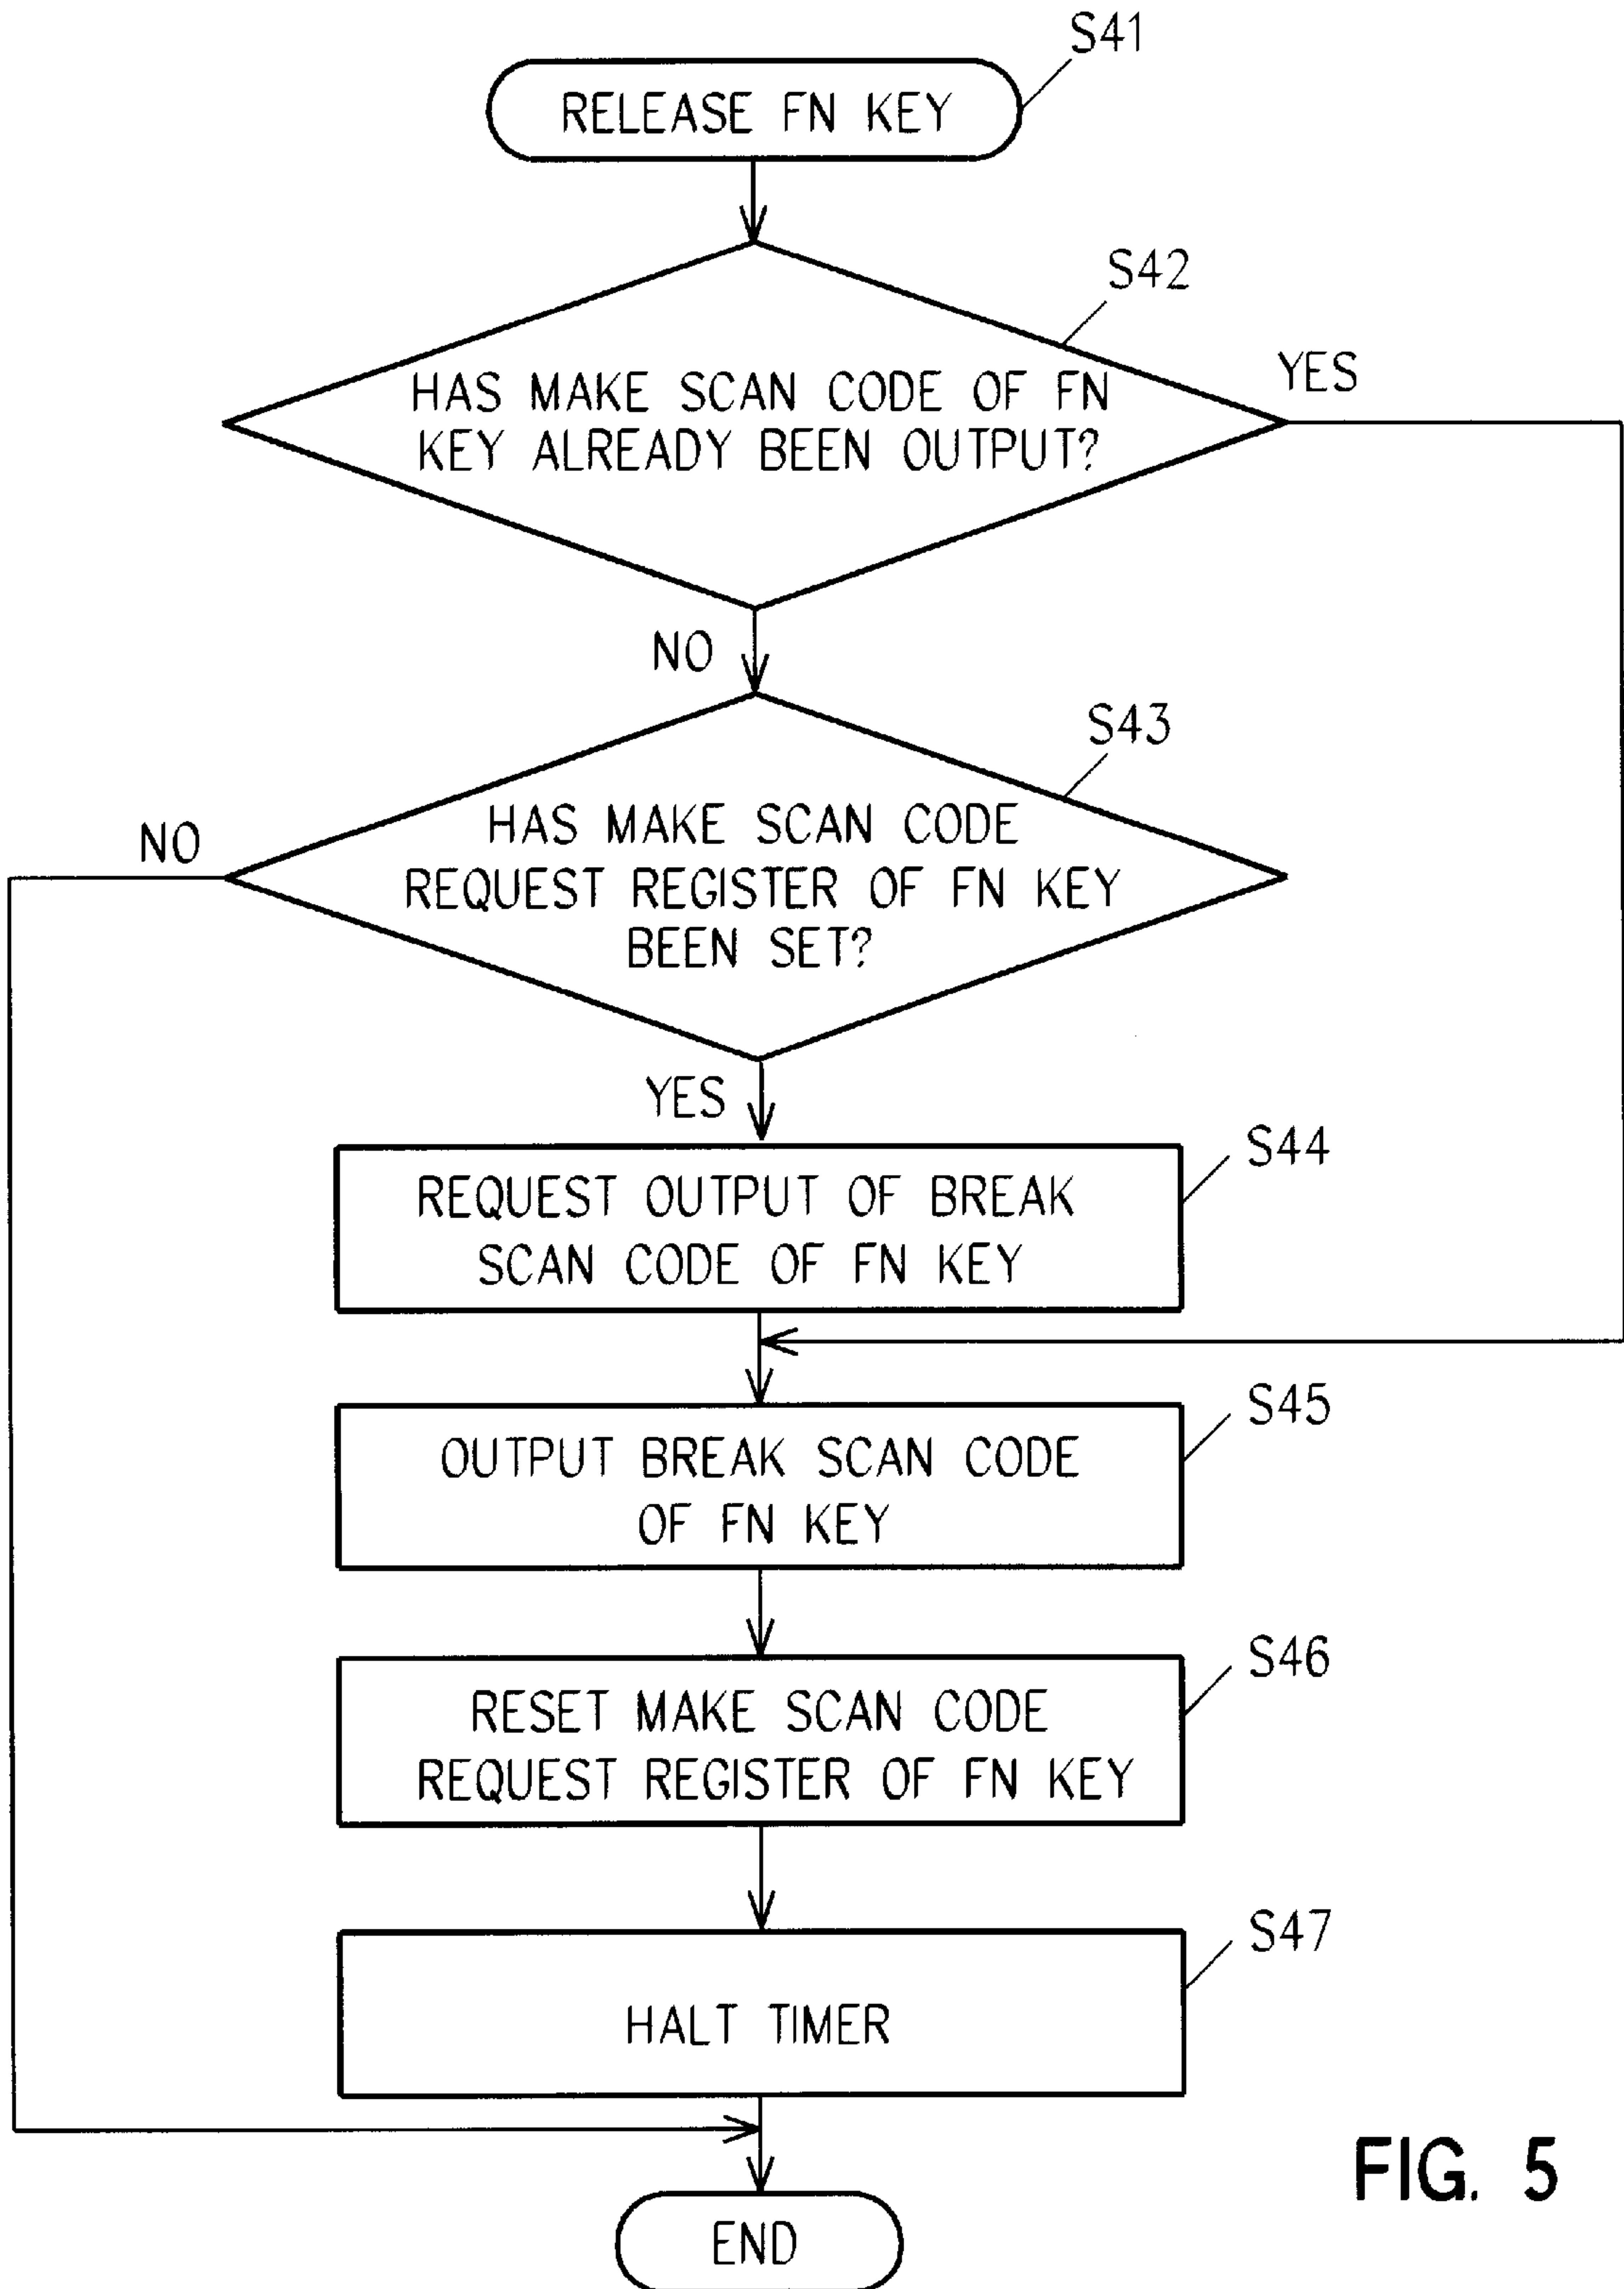 S41
RELEASE FN KEY
S42
HAS MAKE SCAN CODE OF FN
KEY ALREADY BEEN OUTPUT?
YES
NO
S43
HAS MAKE SCAN CODE
REQUEST REGISTER OF FN KEY
BEEN SET?
NO
YES
S44
REQUEST OUTPUT OF BREAK
SCAN CODE OF FN KEY
S45
OUTPUT BREAK SCAN CODE
OF FN KEY
S46
RESET MAKE SCAN CODE
REQUEST REGISTER OF FN KEY
S47
HALT TIMER
END
FIG. 5